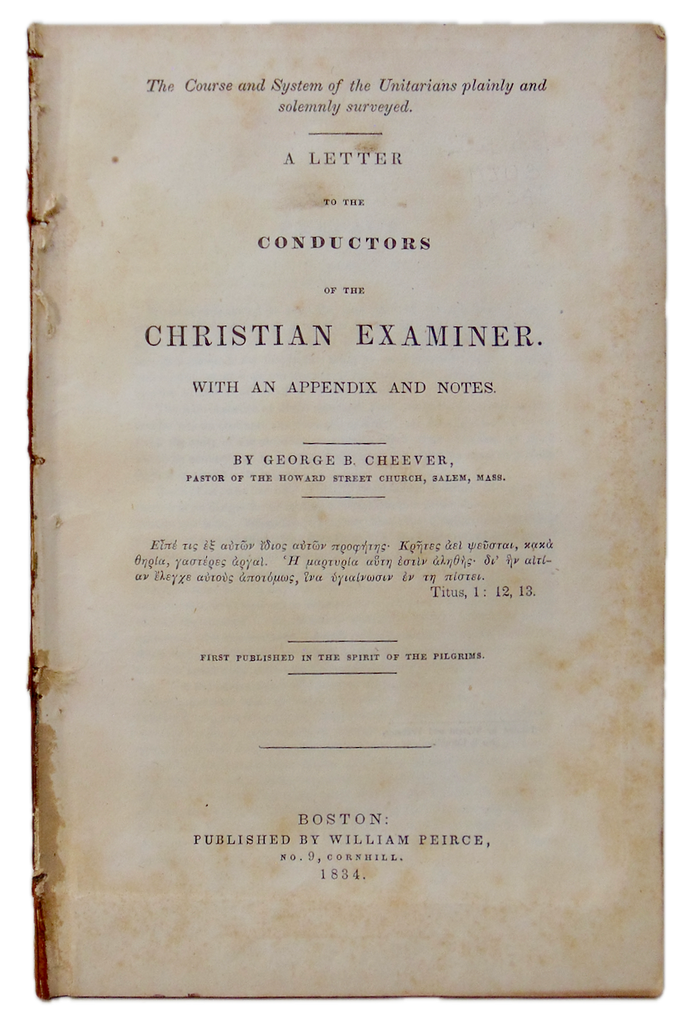 The Course and System of the Unitarians plainly and
solemnly surveyed.
A LETTER
TO THE
CONDUCTORS
OF THE
CHRISTIAN EXAMINER.
WITH AN APPENDIX AND NOTES.
BY GEORGE B. CHEEVER,
PASTOR OF THE HOWARD STREET CHURCH, SALEM, MASS.
Εἶπέ τις ἐξ αὐτῶν ἴδιος αὐτῶν προφήτης· Κρῆτες ἀεὶ ψεῦσται, κακὰ
θηρία, γαστέρες ἀργαί. Ἡ μαρτυρία αὕτη ἐστὶν ἀληθής· δι' ἣν αἰτί-
αν ἔλεγχε αὐτοὺς ἀποτόμως, ἵνα ὑγιαίνωσιν ἐν τη πίστει.
Titus, 1: 12, 13.
FIRST PUBLISHED IN THE SPIRIT OF THE PILGRIMS.
BOSTON:
PUBLISHED BY WILLIAM PEIRCE,
NO. 9, CORNHILL.
1834.